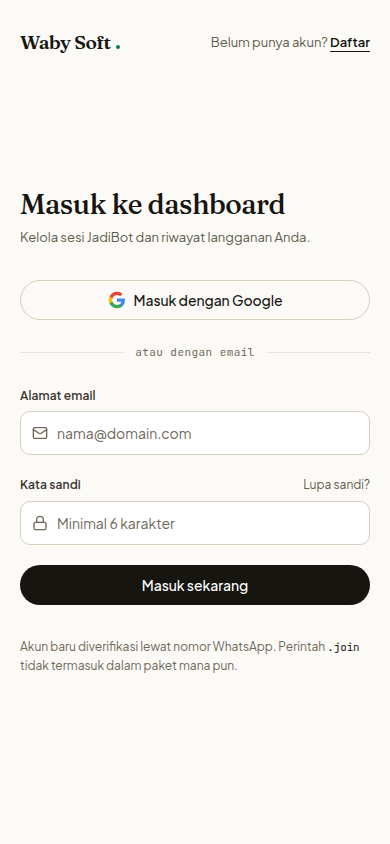 Waby Soft.
Belum punya akun? Daftar
Masuk ke dashboard
Kelola sesi JadiBot dan riwayat langganan Anda.
Masuk dengan Google
atau dengan email
Alamat email
nama@domain.com
Kata sandi
Lupa sandi?
Minimal 6 karakter
Masuk sekarang
Akun baru diverifikasi lewat nomor WhatsApp. Perintah .join
tidak termasuk dalam paket mana pun.